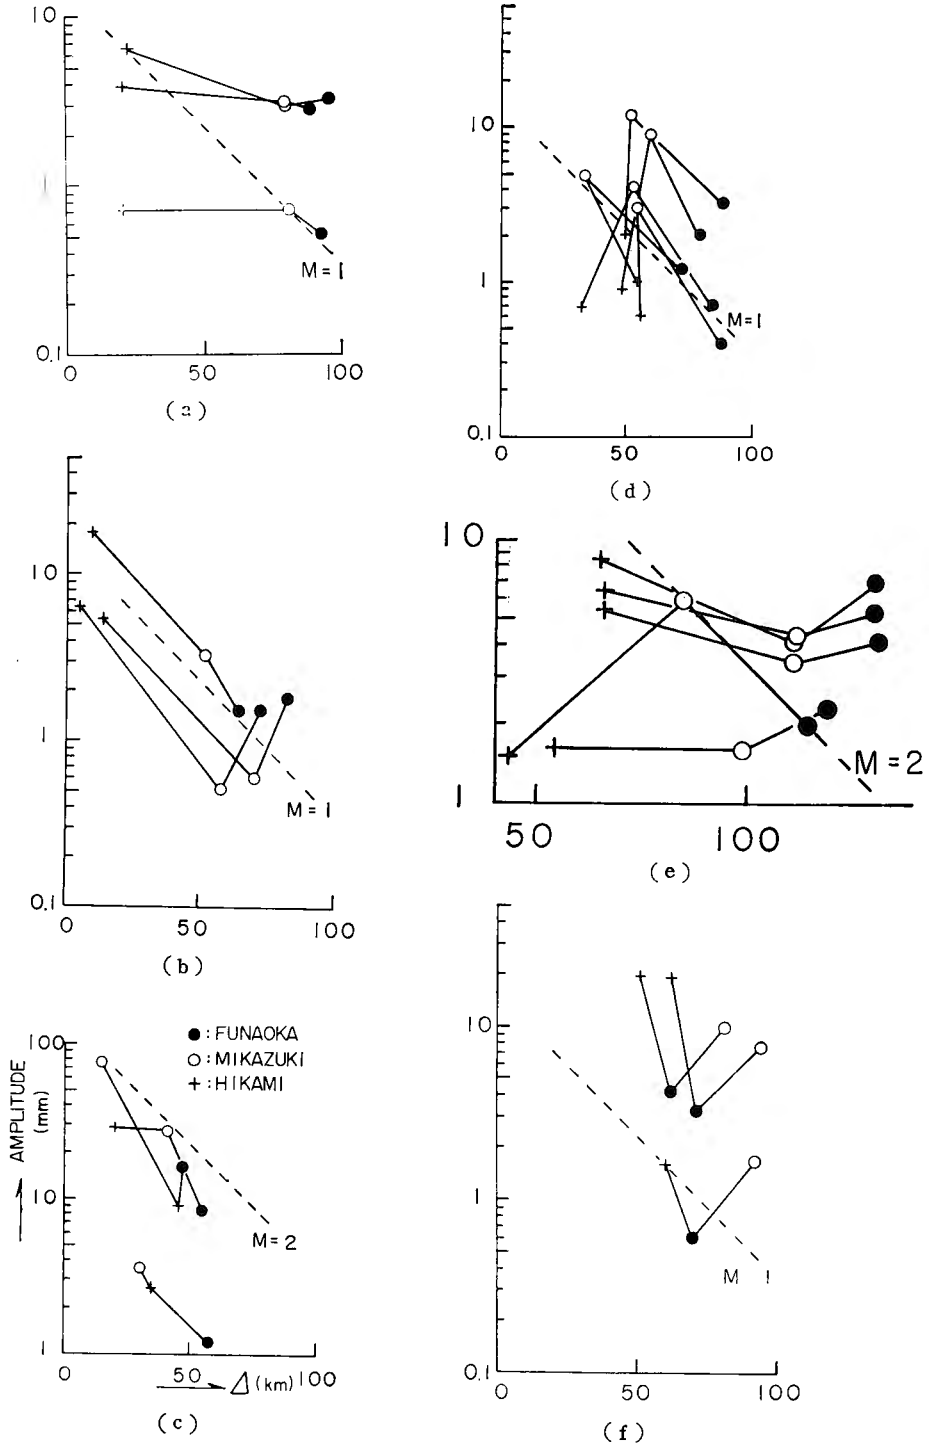 10
1
0.1
0 50 100
M = 1
(a)
10
1
0.1
0 50 100
M = 1
(b)
AMPLITUDE
(mm)
100
10
1
●:FUNAOKA
○:MIKAZUKI
+:HIKAMI
M = 2
0 50 100
Δ (km)
(c)
10
1
0.1
0 50 100
M=1
(d)
10
1
50 100
M = 2
(e)
10
1
0.1
0 50 100
M 1
(f)